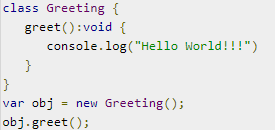 class Greeting {
   greet():void {
      console.log("Hello World!!!")
   }
}
var obj = new Greeting();
obj.greet();